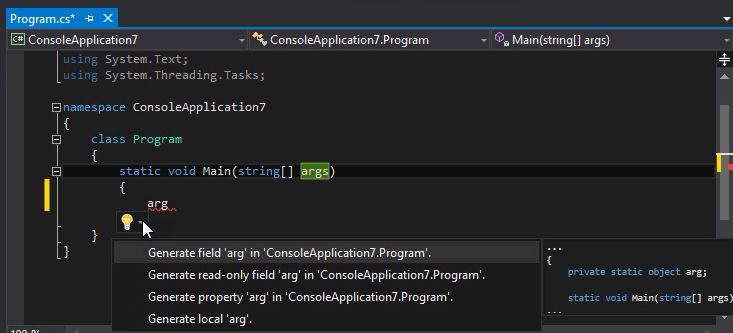 Program.cs*
ConsoleApplication7 ConsoleApplication7.Program Main(string[] args)
using System.Text;
using System.Threading.Tasks;
namespace ConsoleApplication7
{
class Program
{
static void Main(string[] args)
{
arg
}
}
Generate field 'arg' in 'ConsoleApplication7.Program'.
Generate read-only field 'arg' in 'ConsoleApplication7.Program'.
Generate property 'arg' in 'ConsoleApplication7.Program'.
Generate local 'arg'.
...
{
private static object arg;
static void Main(string[] args)
...